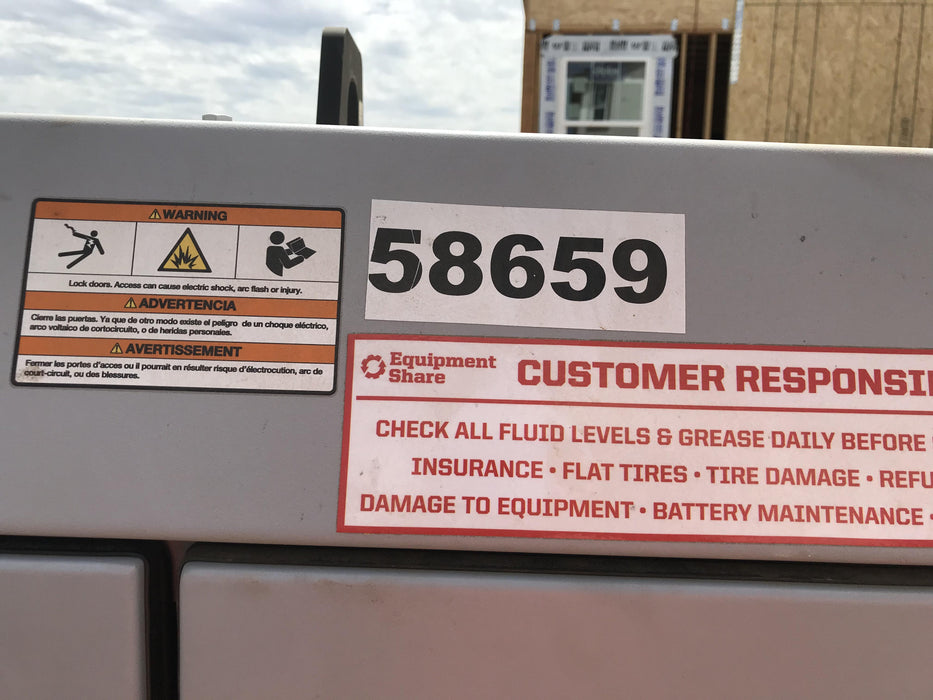 WARNING
Lock doors. Access can cause electric shock, arc flash or injury.
ADVERTENCIA
Cierre las puertas. Ya que de otro modo existe el peligro de un choque eléctrico,
arco voltaico de cortocircuito, o de heridas personales.
AVERTISSEMENT
Fermer les portes d'acces ou il pourrait en résulter risque d'électrocution, arc de
court-circuit, ou des blessures.
58659
Equipment
Share
CUSTOMER RESPONSI
CHECK ALL FLUID LEVELS & GREASE DAILY BEFORE
INSURANCE • FLAT TIRES • TIRE DAMAGE • REFU
DAMAGE TO EQUIPMENT • BATTERY MAINTENANCE •